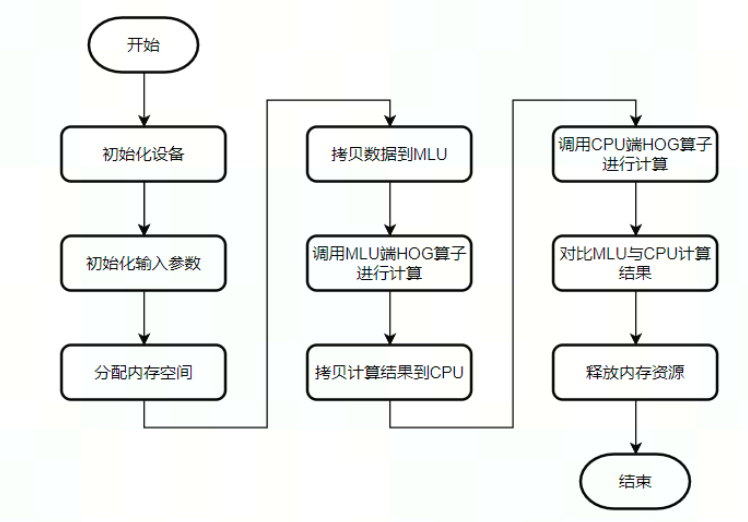 开始
初始化设备
初始化输入参数
分配内存空间
拷贝数据到MLU
调用MLU端HOG算子
进行计算
拷贝计算结果到CPU
调用CPU端HOG算子
进行计算
对比MLU与CPU计算
结果
释放内存资源
结束